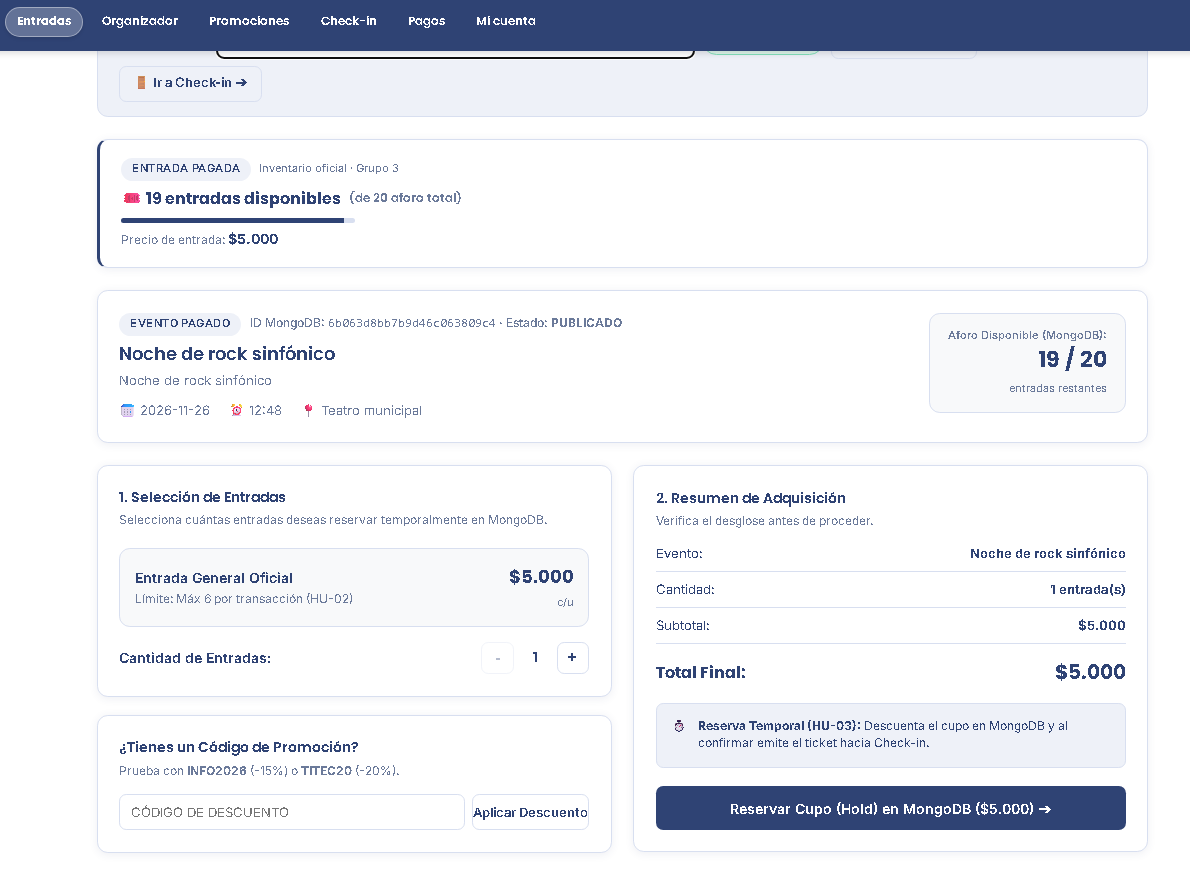 Entradas Organizador Promociones Check-in Pagos Mi cuenta
Ir a Check-in ➔
ENTRADA PAGADA Inventario oficial · Grupo 3
19 entradas disponibles (de 20 aforo total)
Precio de entrada: $5.000
EVENTO PAGADO ID MongoDB: 6b063d8bb7b9d46c063809c4 · Estado: PUBLICADO
Noche de rock sinfónico
Noche de rock sinfónico
2026-11-26 12:48 Teatro municipal
Aforo Disponible (MongoDB):
19 / 20
entradas restantes
1. Selección de Entradas
Selecciona cuántas entradas deseas reservar temporalmente en MongoDB.
Entrada General Oficial $5.000
Límite: Máx 6 por transacción (HU-02) c/u
Cantidad de Entradas: - 1 +
¿Tienes un Código de Promoción?
Prueba con INFO2026 (-15%) o TITEC20 (-20%).
CÓDIGO DE DESCUENTO Aplicar Descuento
2. Resumen de Adquisición
Verifica el desglose antes de proceder.
Evento: Noche de rock sinfónico
Cantidad: 1 entrada(s)
Subtotal: $5.000
Total Final: $5.000
Reserva Temporal (HU-03): Descuenta el cupo en MongoDB y al
confirmar emite el ticket hacia Check-in.
Reservar Cupo (Hold) en MongoDB ($5.000) ➔